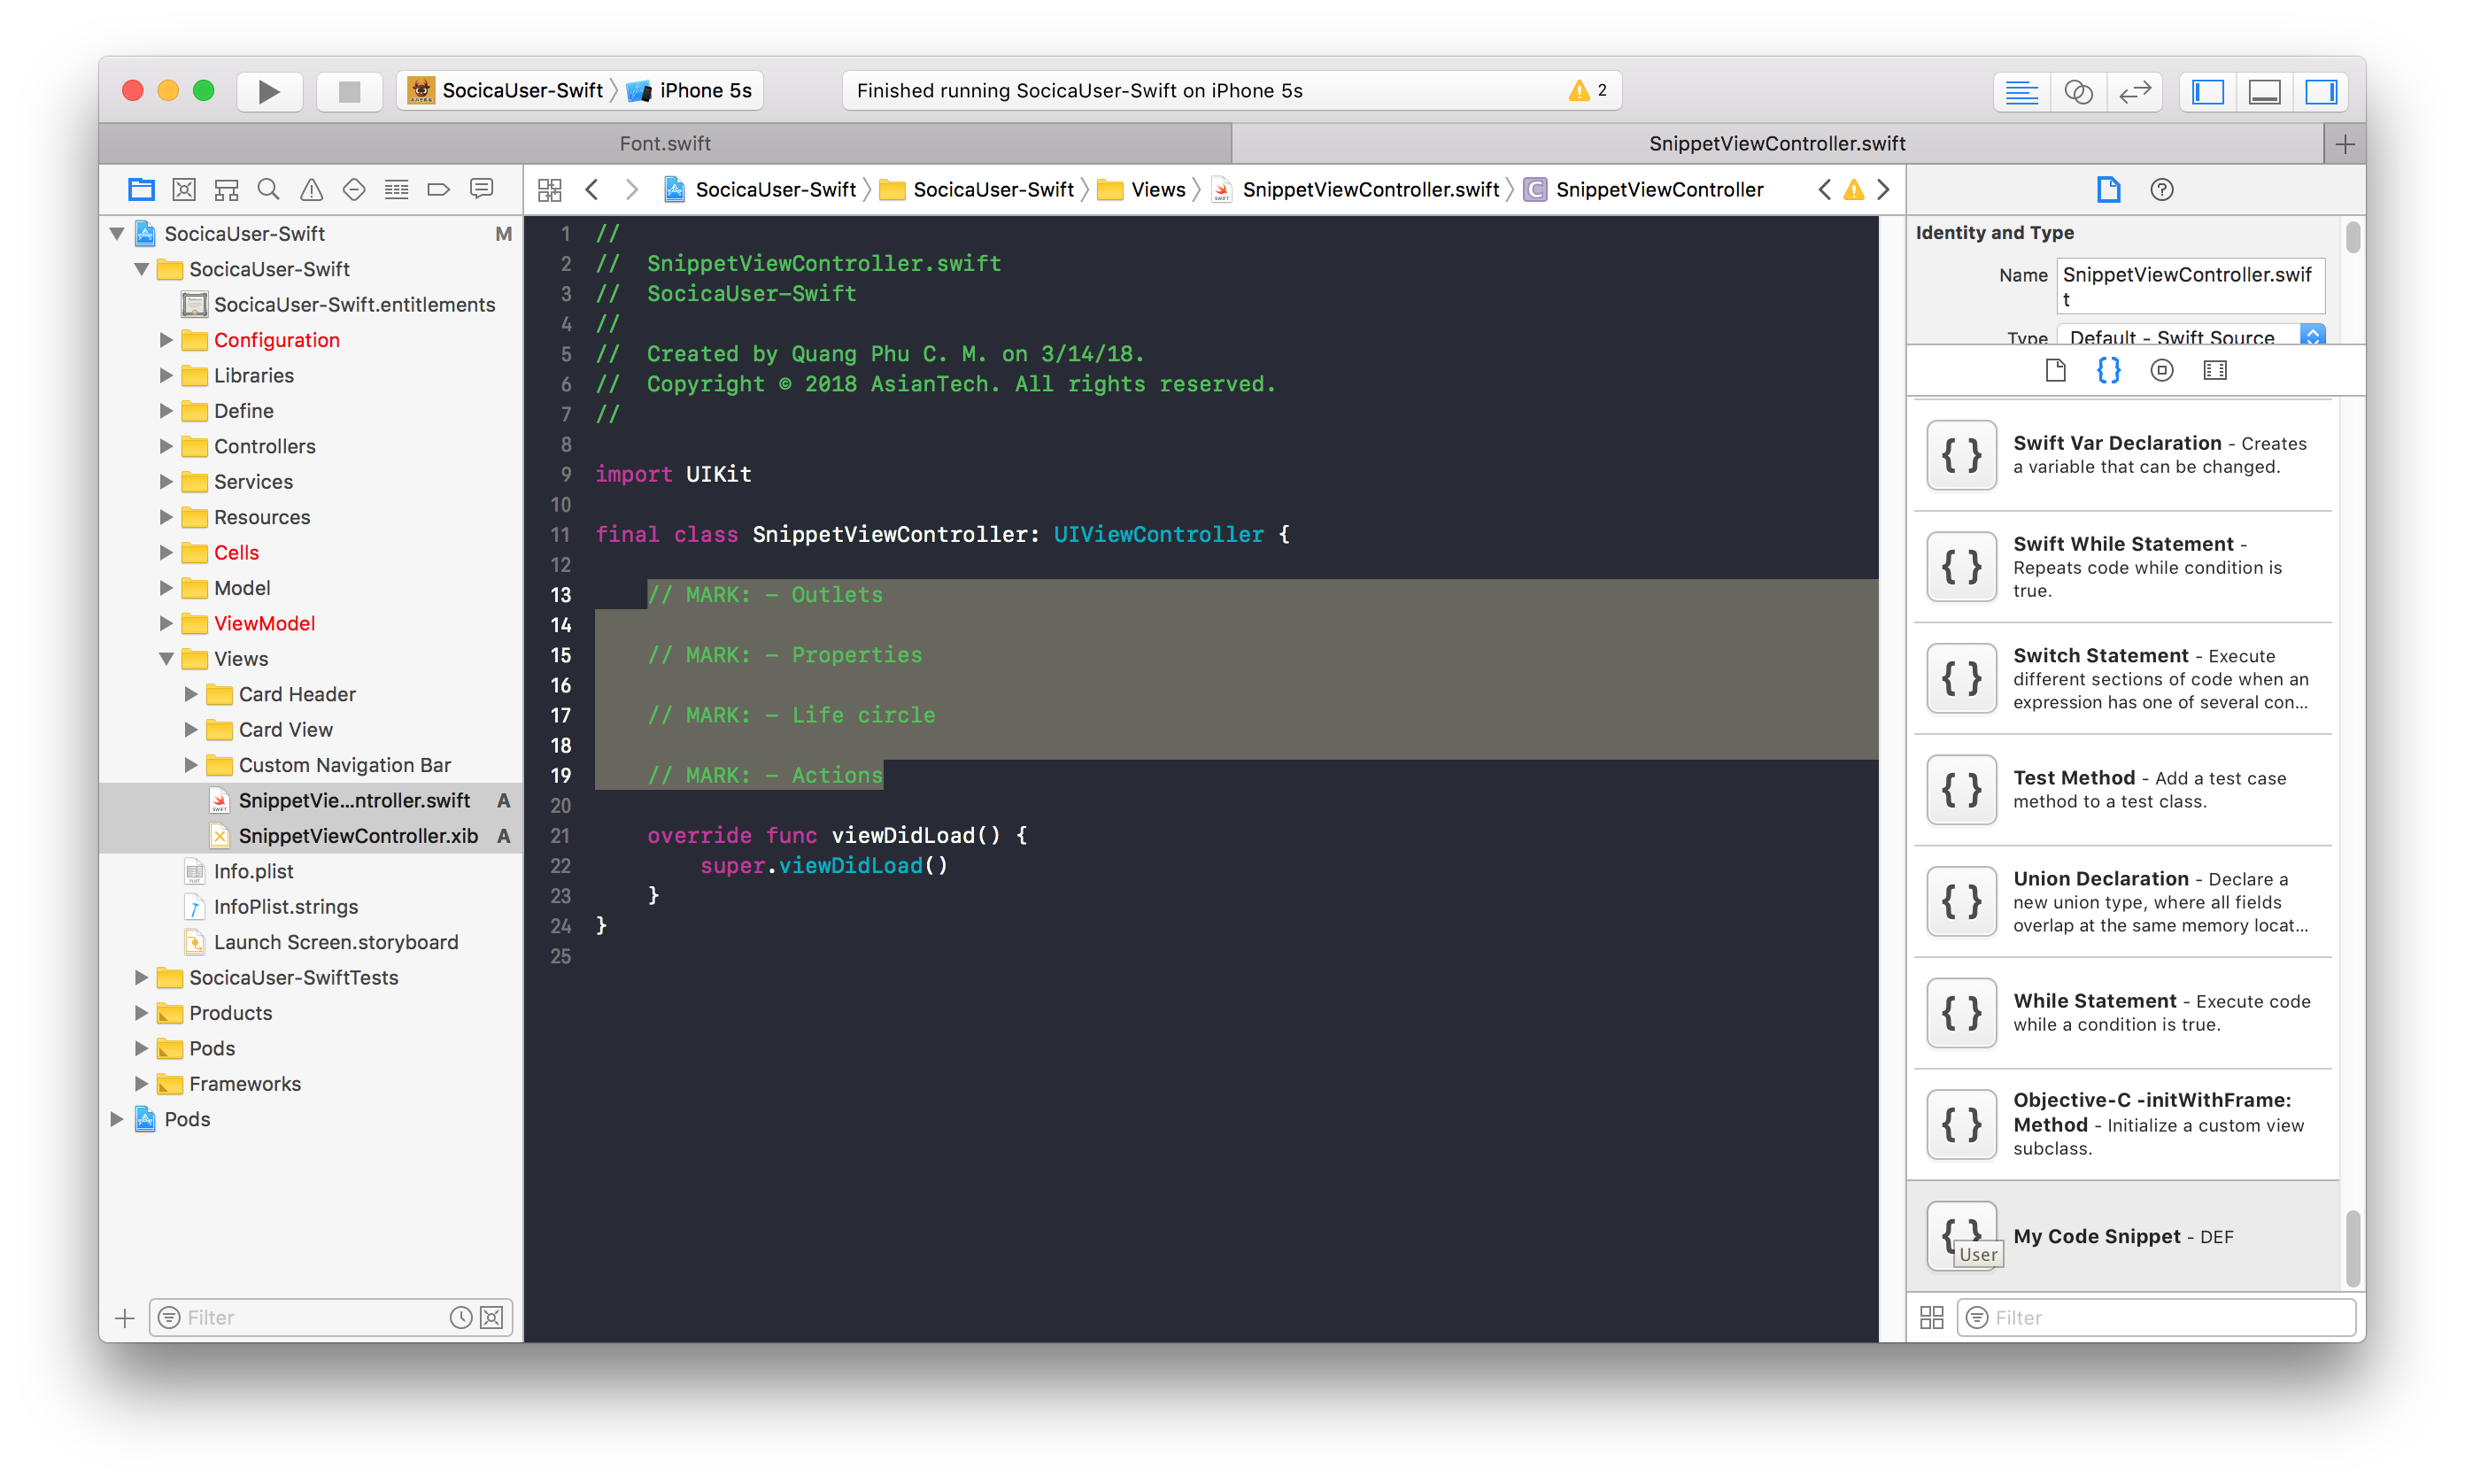 SocicaUser-Swift iPhone 5s
Finished running SocicaUser-Swift on iPhone 5s 2
Font.swift
SnippetViewController.swift
SocicaUser-Swift SocicaUser-Swift Views SnippetViewController.swift C SnippetViewController
SocicaUser-Swift M
SocicaUser-Swift
SocicaUser-Swift.entitlements
Configuration
Libraries
Define
Controllers
Services
Resources
Cells
Model
ViewModel
Views
Card Header
Card View
Custom Navigation Bar
SnippetVie...ntroller.swift A
SnippetViewController.xib A
Info.plist
InfoPlist.strings
Launch Screen.storyboard
SocicaUser-SwiftTests
Products
Pods
Frameworks
Pods
Filter
1 //
2 //  SnippetViewController.swift
3 //  SocicaUser-Swift
4 //
5 //  Created by Quang Phu C. M. on 3/14/18.
6 //  Copyright © 2018 AsianTech. All rights reserved.
7 //
8
9 import UIKit
10
11 final class SnippetViewController: UIViewController {
12
13     // MARK: - Outlets
14
15     // MARK: - Properties
16
17     // MARK: - Life circle
18
19     // MARK: - Actions
20
21     override func viewDidLoad() {
22         super.viewDidLoad()
23     }
24 }
25
Identity and Type
Name SnippetViewController.swif
t
Type Default - Swift Source
{ } Swift Var Declaration - Creates
a variable that can be changed.
{ } Swift While Statement -
Repeats code while condition is
true.
{ } Switch Statement - Execute
different sections of code when an
expression has one of several con...
{ } Test Method - Add a test case
method to a test class.
{ } Union Declaration - Declare a
new union type, where all fields
overlap at the same memory locat...
{ } While Statement - Execute code
while a condition is true.
{ } Objective-C -initWithFrame:
Method - Initialize a custom view
subclass.
{ } My Code Snippet - DEF
User
Filter